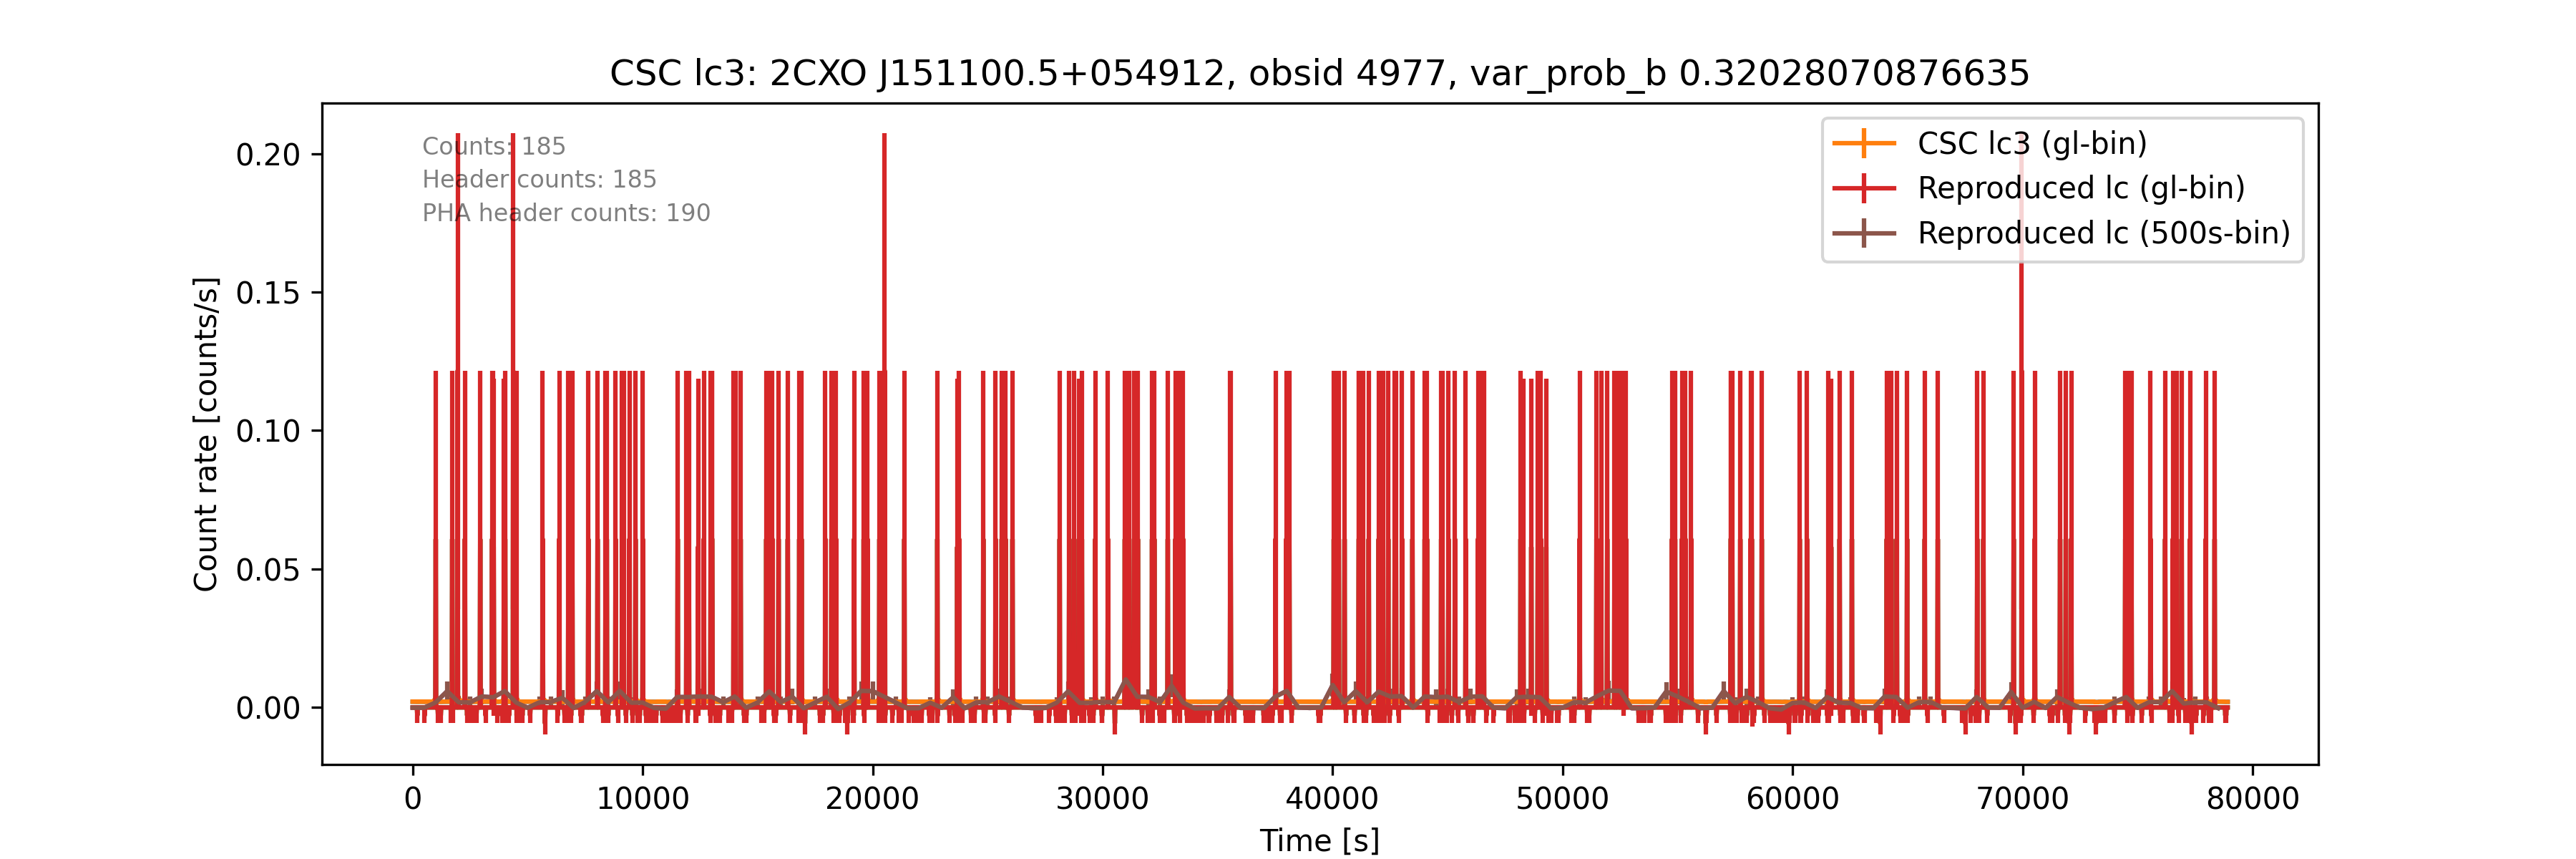 CSC lc3: 2CXO J151100.5+054912, obsid 4977, var_prob_b 0.32028070876635
Counts: 185
Header counts: 185
PHA header counts: 190
CSC lc3 (gl-bin)
Reproduced lc (gl-bin)
Reproduced lc (500s-bin)
Count rate [counts/s]
0.20
0.15
0.10
0.05
0.00
0 10000 20000 30000 40000 50000 60000 70000 80000
Time [s]